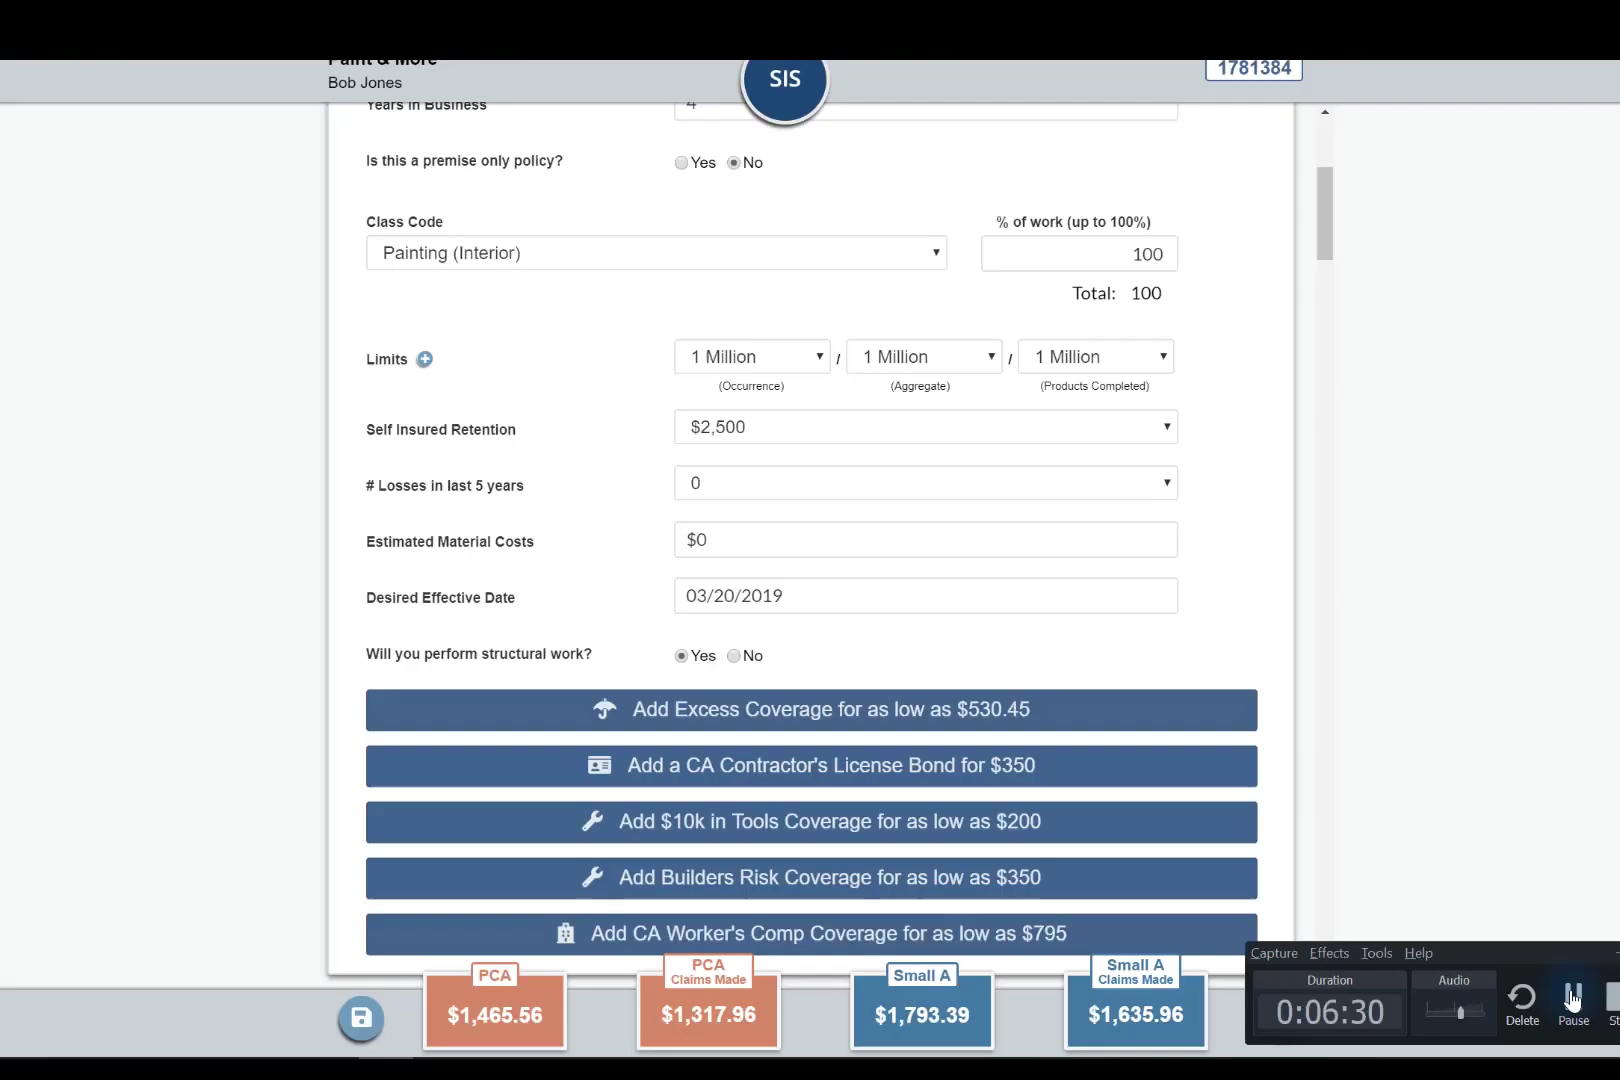 Paint & More
Bob Jones
SIS
1781384
Years in Business
4
Is this a premise only policy?
Yes No
Class Code
% of work (up to 100%)
Painting (Interior)
100
Total: 100
Limits
1 Million / 1 Million / 1 Million
(Occurrence) (Aggregate) (Products Completed)
Self Insured Retention
$2,500
# Losses in last 5 years
0
Estimated Material Costs
$0
Desired Effective Date
03/20/2019
Will you perform structural work?
Yes No
Add Excess Coverage for as low as $530.45
Add a CA Contractor's License Bond for $350
Add $10k in Tools Coverage for as low as $200
Add Builders Risk Coverage for as low as $350
Add CA Worker's Comp Coverage for as low as $795
PCA
$1,465.56
PCA
Claims Made
$1,317.96
Small A
$1,793.39
Small A
Claims Made
$1,635.96
Capture Effects Tools Help
Duration
0:06:30
Audio
Delete
Pause